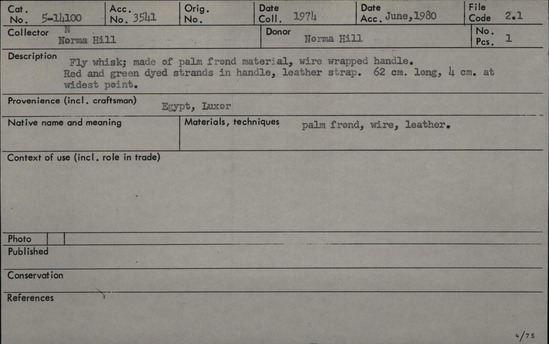 Cat. No. 5-14100 Acc. No. 3541 Orig. No. Date Coll. 1974 Date Acc. June,1980 File Code 2.1
Collector N Norma Hill Donor Norma Hill No. Pcs. 1
Description Fly whisk; made of palm frond material, wire wrapped handle.
Red and green dyed strands in handle, leather strap. 62 cm. long, 4 cm. at
widest point.
Provenience (incl. craftsman) Egypt, Luxor
Native name and meaning Materials, techniques palm frond, wire, leather.
Context of use (incl. role in trade)
Photo
Published
Conservation
References
4/75